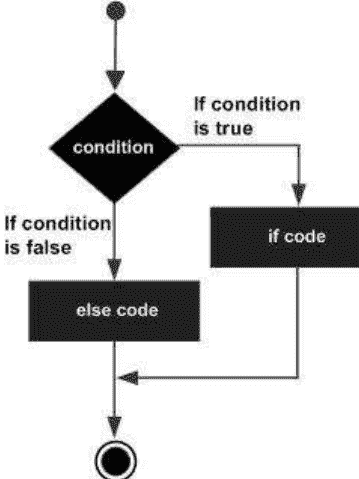 If condition
is true
condition
If condition
is false
if code
else code